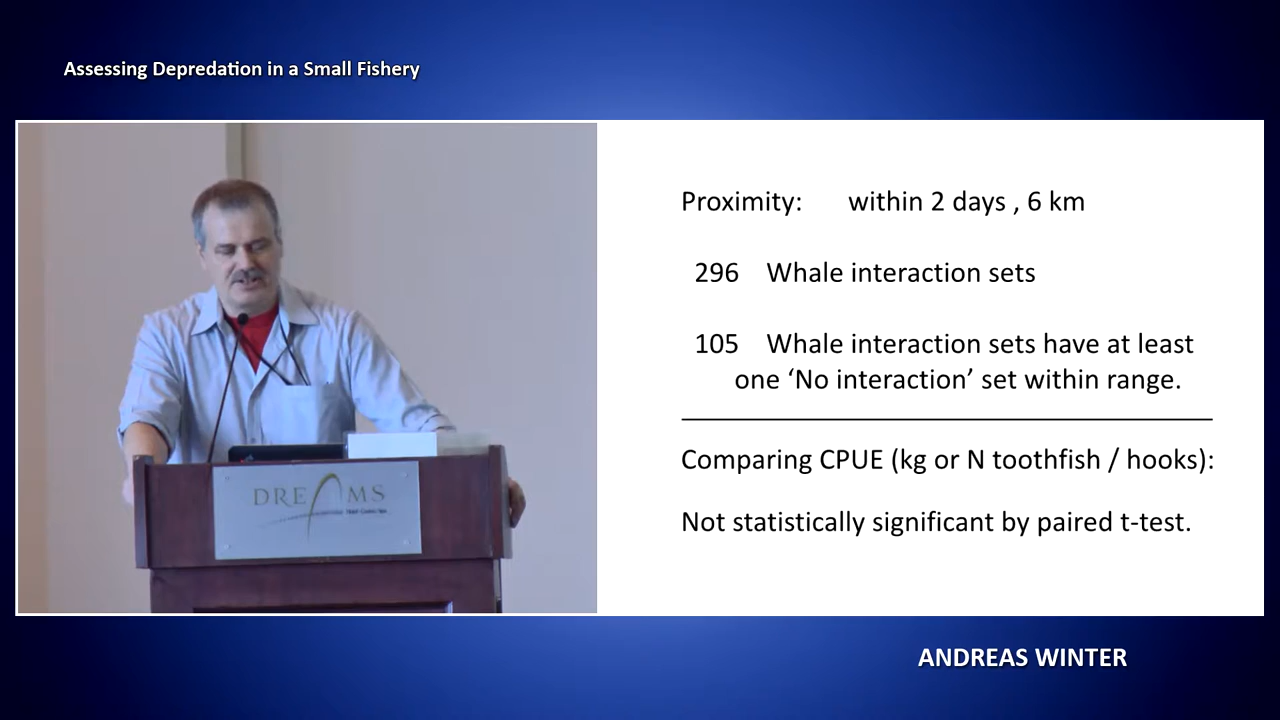 Assessing Depredation in a Small Fishery
DREAMS
Proximity: within 2 days , 6 km
296 Whale interaction sets
105 Whale interaction sets have at least
one ‘No interaction’ set within range.
Comparing CPUE (kg or N toothfish / hooks):
Not statistically significant by paired t-test.
ANDREAS WINTER